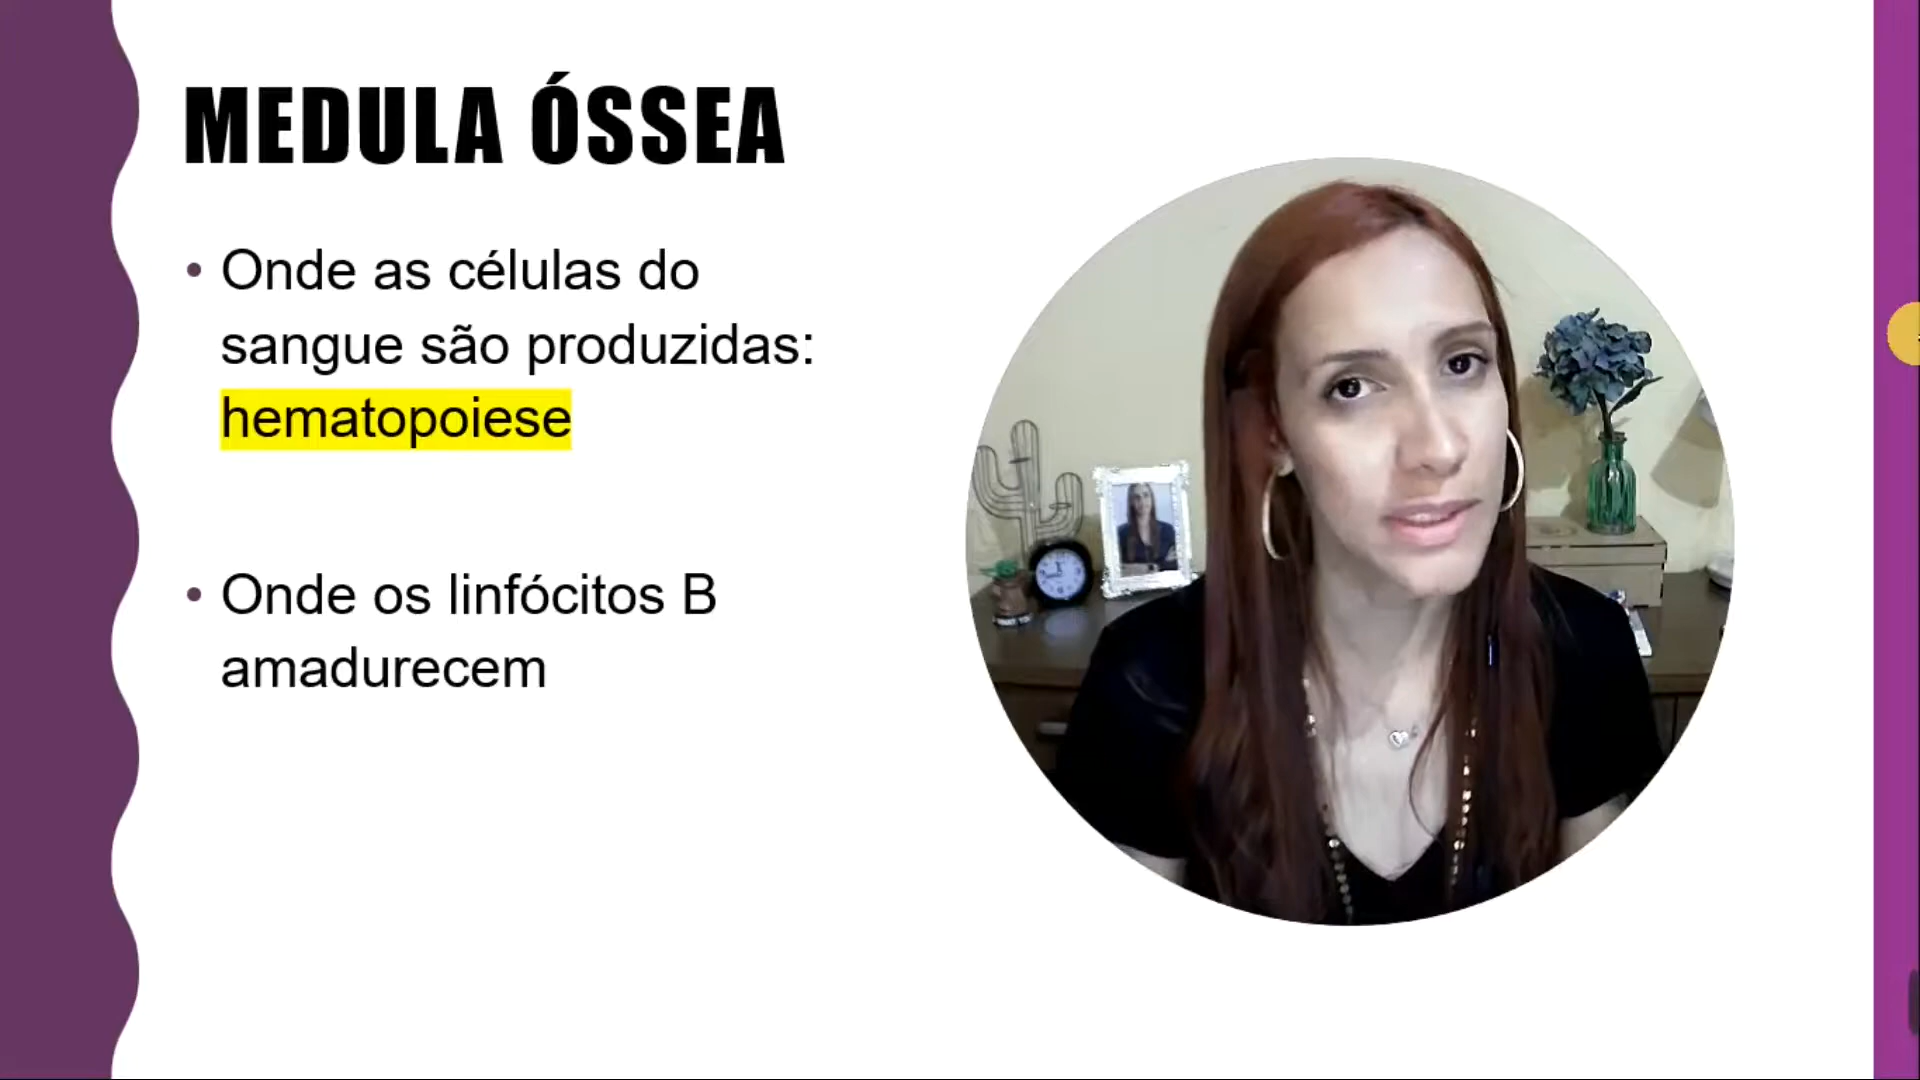 MEDULA ÓSSEA
• Onde as células do
sangue são produzidas:
hematopoiese
• Onde os linfócitos B
amadurecem